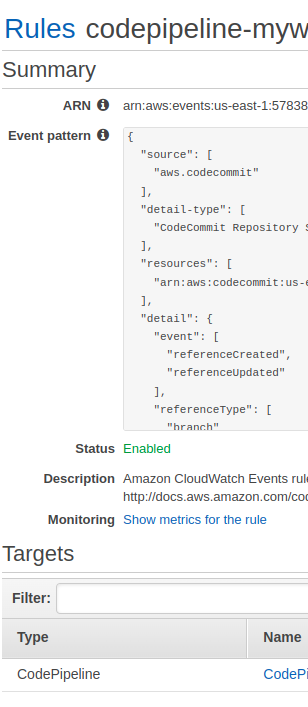 Rules codepipeline-myw
Summary
ARN arn:aws:events:us-east-1:57838
Event pattern {
"source": [
"aws.codecommit"
],
"detail-type": [
"CodeCommit Repository S
],
"resources": [
"arn:aws:codecommit:us-e
],
"detail": {
"event": [
"referenceCreated",
"referenceUpdated"
],
"referenceType": [
"branch"
Status Enabled
Description Amazon CloudWatch Events rule
http://docs.aws.amazon.com/cod
Monitoring Show metrics for the rule
Targets
Filter:
Type Name
CodePipeline CodePi